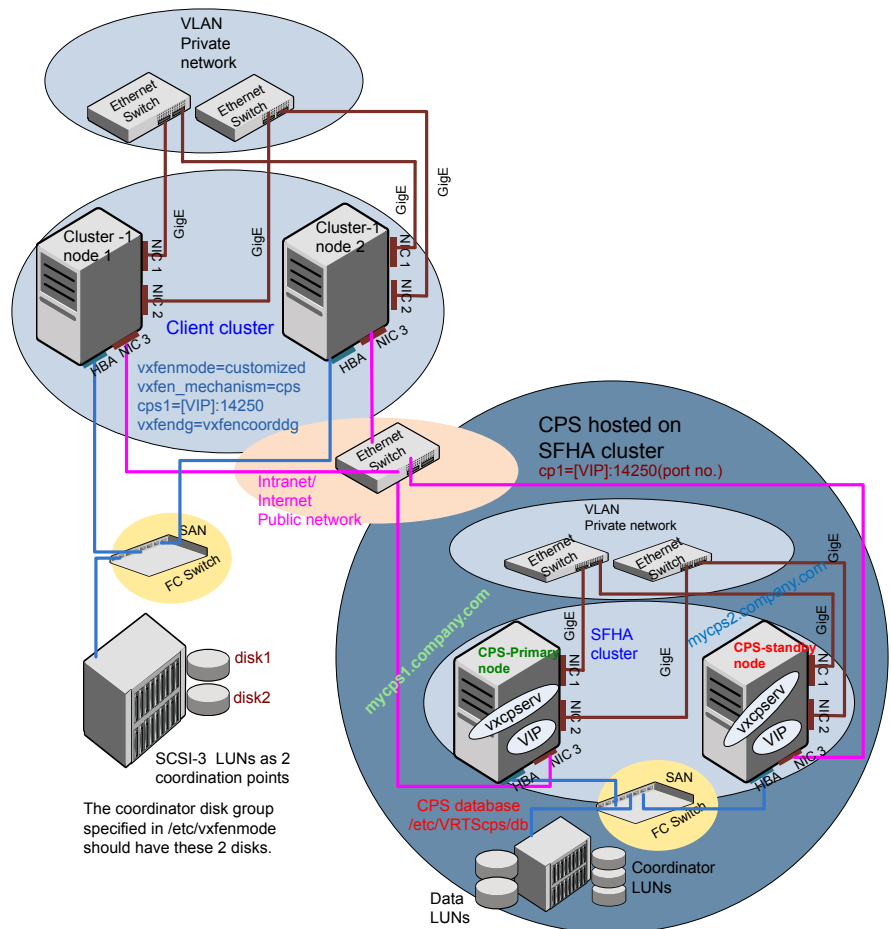 VLAN
Private
network
Ethernet
Switch
Ethernet
Switch
GigE
GigE
GigE
GigE
Cluster -1
node 1
NIC 1
NIC 2
NIC 3
HBA
Cluster-1
node 2
NIC 1
NIC 2
NIC 3
HBA
Client cluster
vxfenmode=customized
vxfen_mechanism=cps
cps1=[VIP]:14250
vxfendg=vxfencoorddg
Ethernet
Switch
Intranet/
Internet
Public network
CPS hosted on
SFHA cluster
cp1=[VIP]:14250(port no.)
VLAN
Private network
Ethernet
Switch
Ethernet
Switch
GigE
GigE
GigE
GigE
SAN
FC Switch
mycps1.company.com
mycps2.company.com
SFHA
cluster
CPS-Primary
node
NIC 1
NIC 2
NIC 3
HBA
vxcpserv
VIP
CPS-standby
node
NIC 1
NIC 2
NIC 3
HBA
vxcpserv
VIP
disk1
disk2
SCSI-3 LUNs as 2
coordination points
The coordinator disk group
specified in /etc/vxfenmode
should have these 2 disks.
SAN
FC Switch
CPS database
/etc/VRTScps/db
Coordinator
LUNs
Data
LUNs